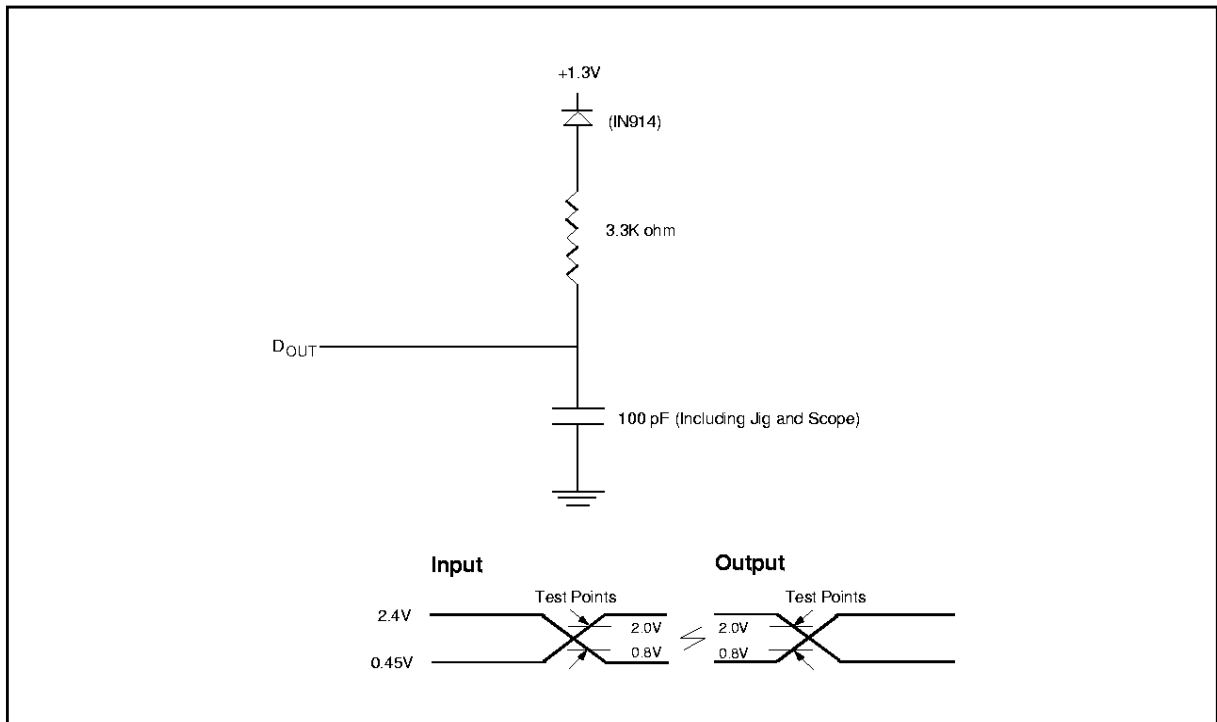 +1.3V
(IN914)
3.3K ohm
DOUT
100 pF (Including Jig and Scope)
Input
Output
Test Points
Test Points
2.4V
2.0V
2.0V
0.8V
0.8V
0.45V